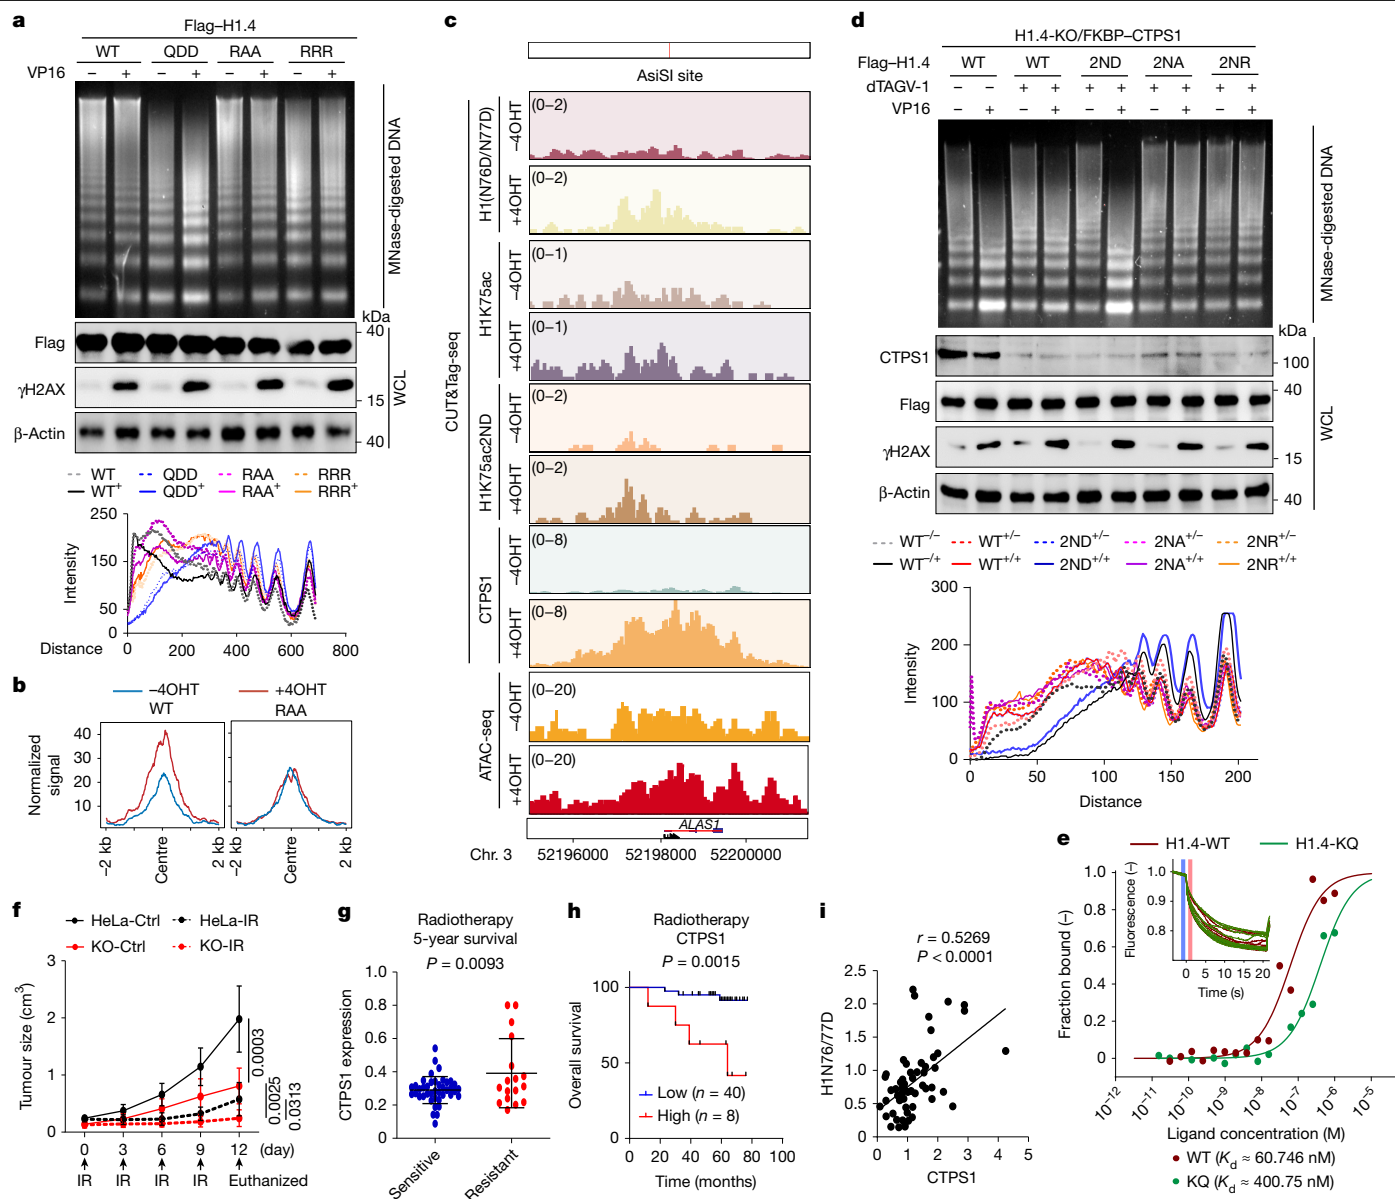 a
Flag–H1.4
WT QDD RAA RRR
VP16 – + – + – + – +
MNase-digested DNA
kDa
Flag 40
γH2AX 15
β-Actin 40
WCL
WT QDD RAA RRR
WT+ QDD+ RAA+ RRR+
250
150
50
0
Intensity
0 200 400 600 800
Distance
b
–4OHT +4OHT
WT RAA
40
30
20
10
Normalized signal
–2 kb Centre 2 kb –2 kb Centre 2 kb
c
AsiSI site
CUT&Tag-seq
H1(N76D/N77D)
–4OHT (0–2)
+4OHT (0–2)
H1K75ac
–4OHT (0–1)
+4OHT (0–1)
H1K75ac2ND
–4OHT (0–2)
+4OHT (0–2)
CTPS1
–4OHT (0–8)
+4OHT (0–8)
ATAC-seq
–4OHT (0–20)
+4OHT (0–20)
ALAS1
Chr. 3 52196000 52198000 52200000
d
H1.4-KO/FKBP–CTPS1
Flag–H1.4 WT WT 2ND 2NA 2NR
dTAGV-1 – – + + + + + + + +
VP16 – + – + – + – + – +
MNase-digested DNA
kDa
CTPS1 100
Flag 40
γH2AX 15
β-Actin 40
WCL
WT–/– WT+/– 2ND+/– 2NA+/– 2NR+/–
WT–/+ WT+/+ 2ND+/+ 2NA+/+ 2NR+/+
300
200
100
0
Intensity
0 50 100 150 200
Distance
e
H1.4-WT H1.4-KQ
1.0
0.8
0.6
0.4
0.2
0
Fraction bound (–)
1.0
0.9
0.8
Fluorescence (–)
0 5 10 15 20
Time (s)
10-12 10-11 10-10 10-9 10-8 10-7 10-6 10-5
Ligand concentration (M)
WT (Kd ≈ 60.746 nM)
KQ (Kd ≈ 400.75 nM)
f
HeLa-Ctrl HeLa-IR
KO-Ctrl KO-IR
3
2
1
0
Tumour size (cm3)
0.0003
0.0025
0.0313
0 3 6 9 12 (day)
IR IR IR IR Euthanized
g
Radiotherapy
5-year survival
P = 0.0093
1.0
0.8
0.6
0.4
0.2
0
CTPS1 expression
Sensitive Resistant
h
Radiotherapy
CTPS1
P = 0.0015
100
50
0
Overall survival
Low (n = 40)
High (n = 8)
0 20 40 60 80 100
Time (months)
i
r = 0.5269
P < 0.0001
2.5
2.0
1.5
1.0
0.5
0
H1N76/77D
0 1 2 3 4 5
CTPS1